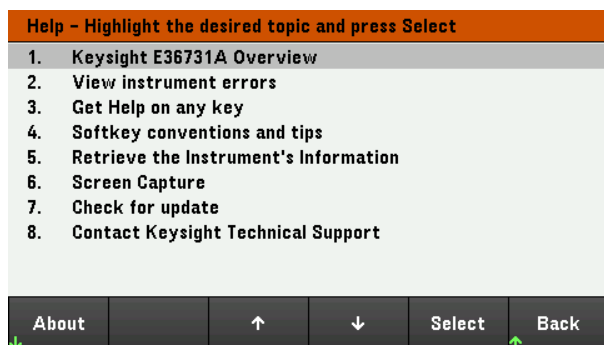 Help - Highlight the desired topic and press Select
1. Keysight E36731A Overview
2. View instrument errors
3. Get Help on any key
4. Softkey conventions and tips
5. Retrieve the Instrument's Information
6. Screen Capture
7. Check for update
8. Contact Keysight Technical Support
About ↑ ↓ Select Back